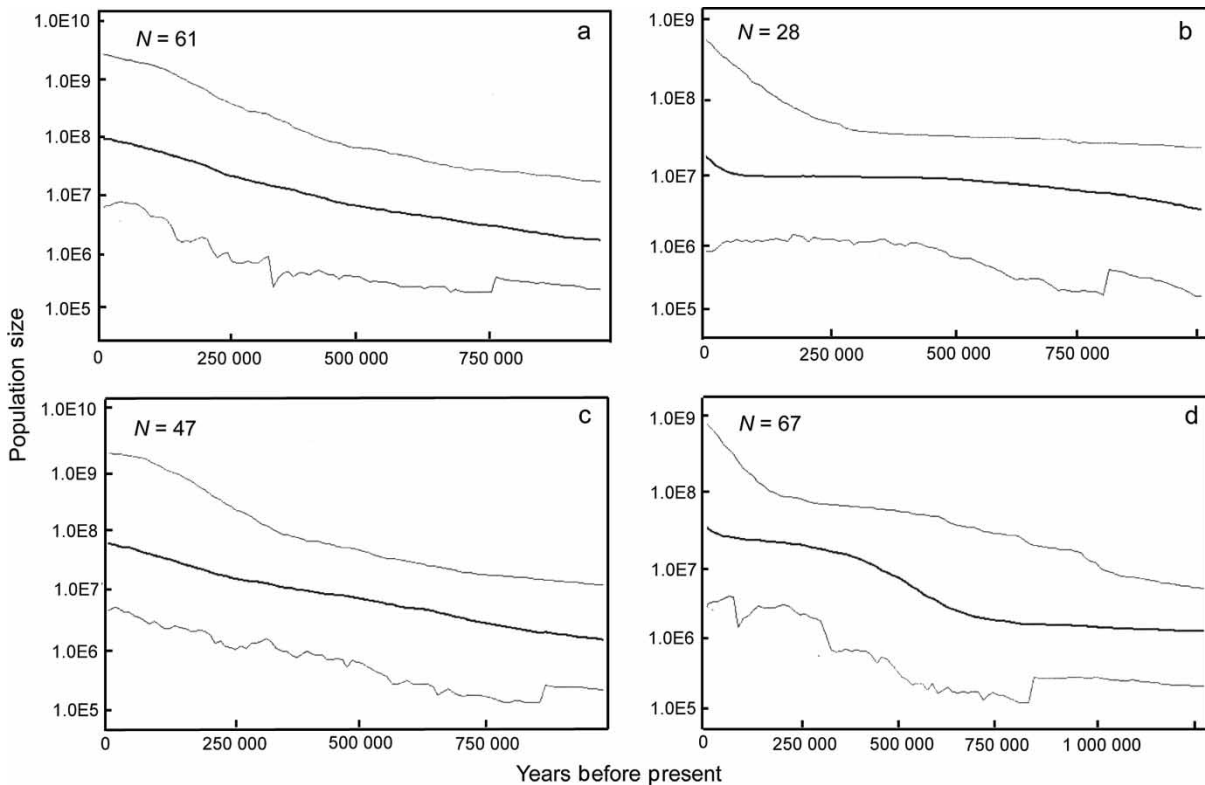 Population size
a
N = 61
1.0E10
1.0E9
1.0E8
1.0E7
1.0E6
1.0E5
0 250 000 500 000 750 000
b
N = 28
1.0E9
1.0E8
1.0E7
1.0E6
1.0E5
0 250 000 500 000 750 000
c
N = 47
1.0E10
1.0E9
1.0E8
1.0E7
1.0E6
1.0E5
0 250 000 500 000 750 000
d
N = 67
1.0E9
1.0E8
1.0E7
1.0E6
1.0E5
0 250 000 500 000 750 000 1 000 000
Years before present